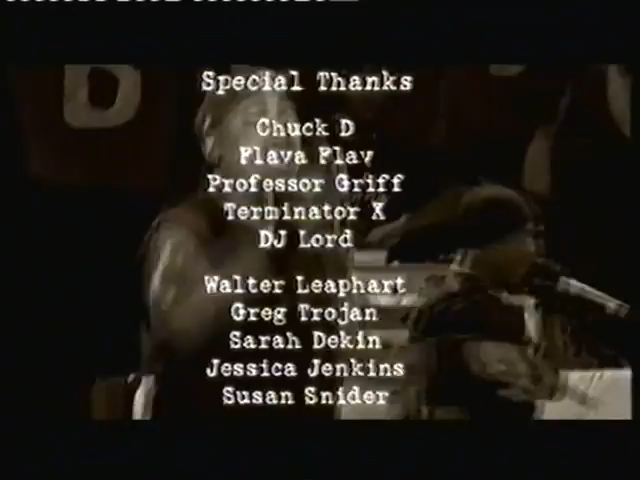 Special Thanks
Chuck D
Flava Flav
Professor Griff
Terminator X
DJ Lord
Walter Leaphart
Greg Trojan
Sarah Dekin
Jessica Jenkins
Susan Snider